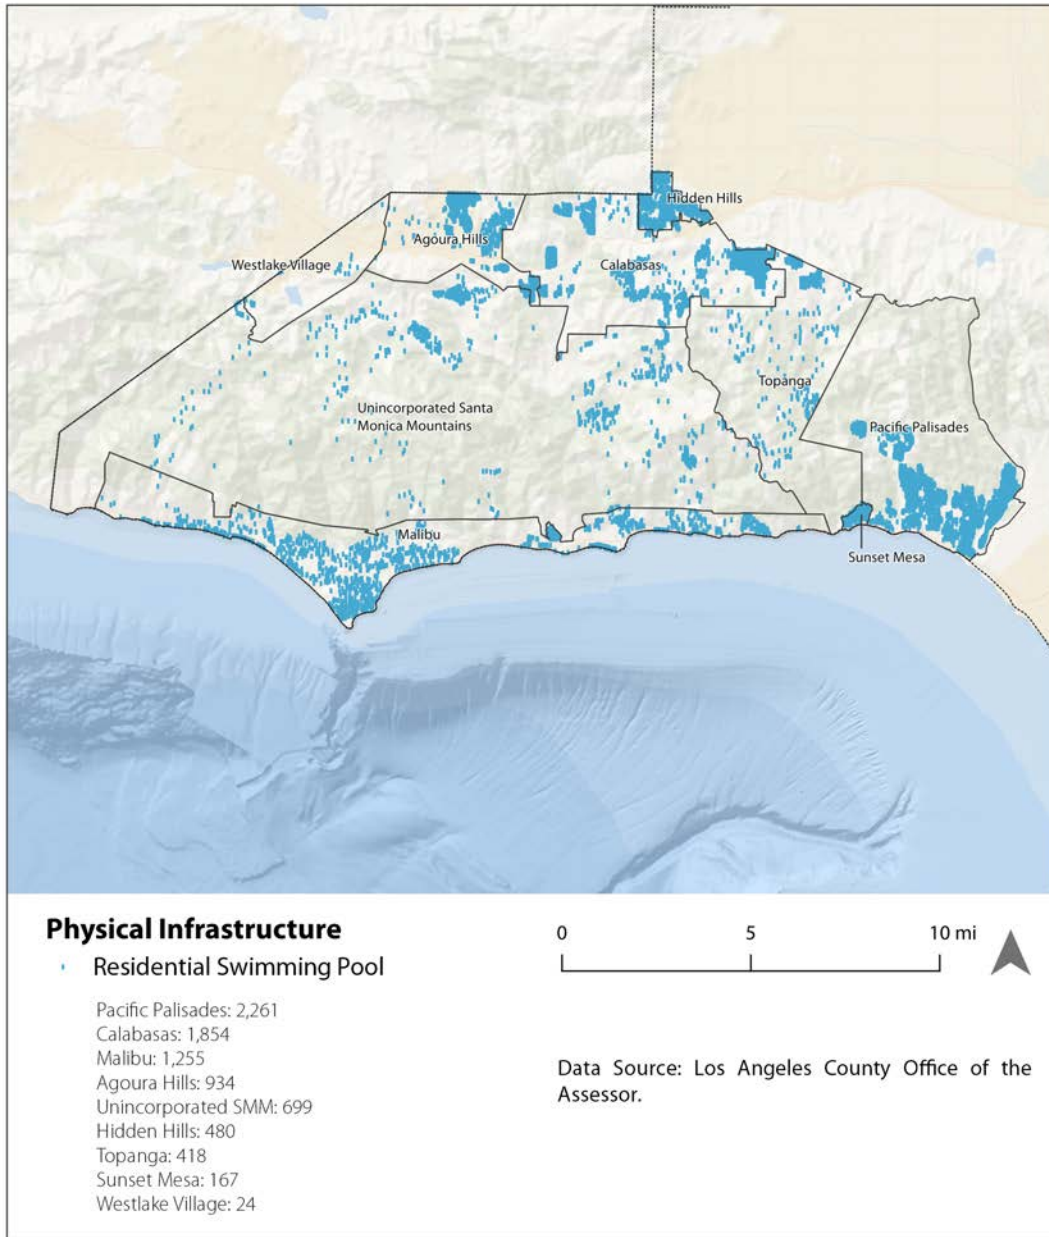 Hidden Hills
Agoura Hills
Westlake Village
Calabasas
Topanga
Unincorporated Santa
Monica Mountains
Pacific Palisades
Malibu
Sunset Mesa
Physical Infrastructure
Residential Swimming Pool
Pacific Palisades: 2,261
Calabasas: 1,854
Malibu: 1,255
Agoura Hills: 934
Unincorporated SMM: 699
Hidden Hills: 480
Topanga: 418
Sunset Mesa: 167
Westlake Village: 24
0 5 10 mi
Data Source: Los Angeles County Office of the
Assessor.